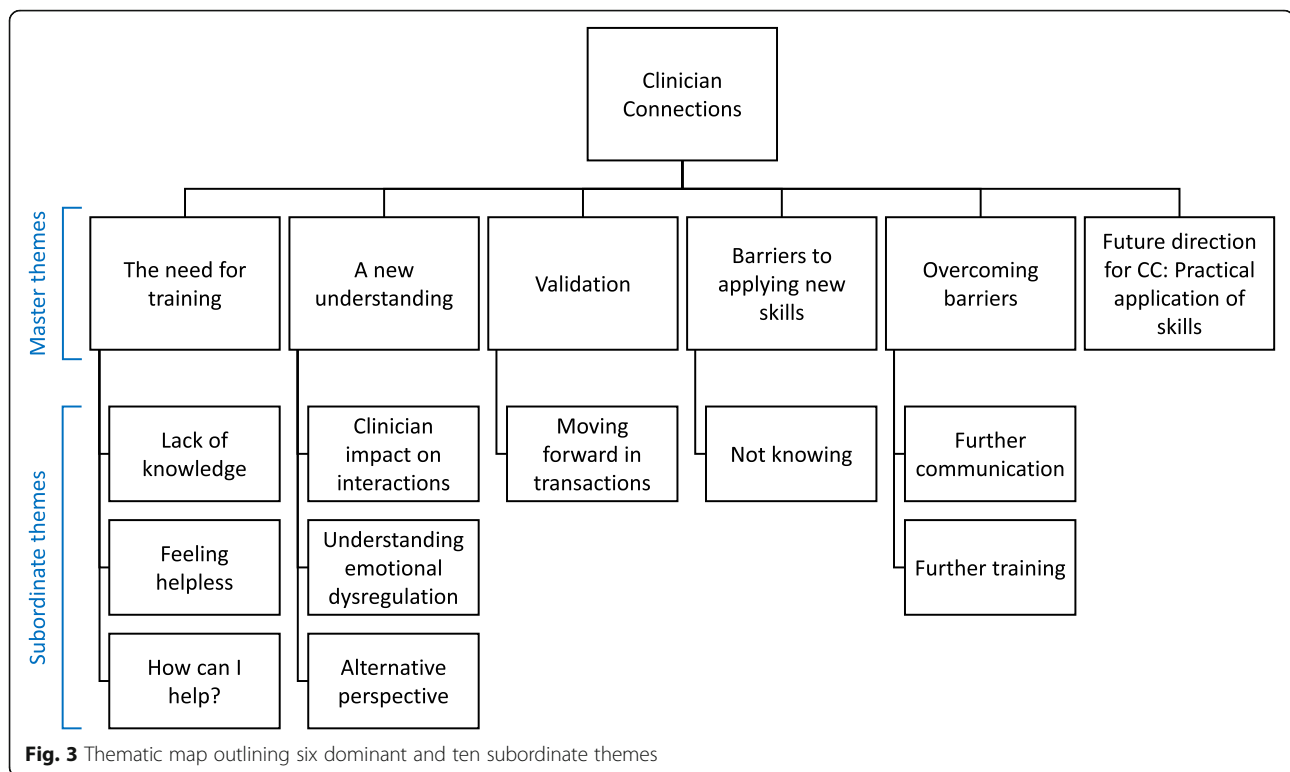 Clinician
Connections
Master themes
The need for
training
A new
understanding
Validation
Barriers to
applying new
skills
Overcoming
barriers
Future direction
for CC: Practical
application of
skills
Subordinate themes
Lack of
knowledge
Clinician
impact on
interactions
Moving
forward in
transactions
Not knowing
Further
communication
Feeling
helpless
Understanding
emotional
dysregulation
Further training
How can I
help?
Alternative
perspective
Fig. 3 Thematic map outlining six dominant and ten subordinate themes